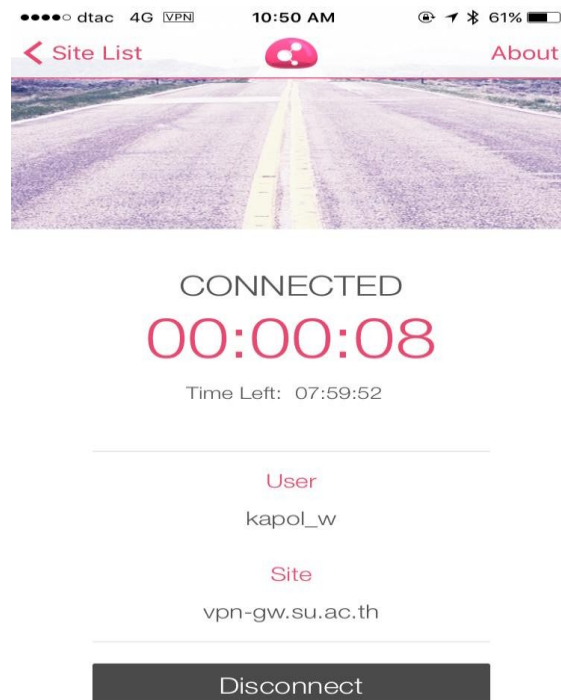 dtac 4G VPN 10:50 AM 61%
Site List About
CONNECTED
00:00:08
Time Left: 07:59:52
User
kapol_w
Site
vpn-gw.su.ac.th
Disconnect